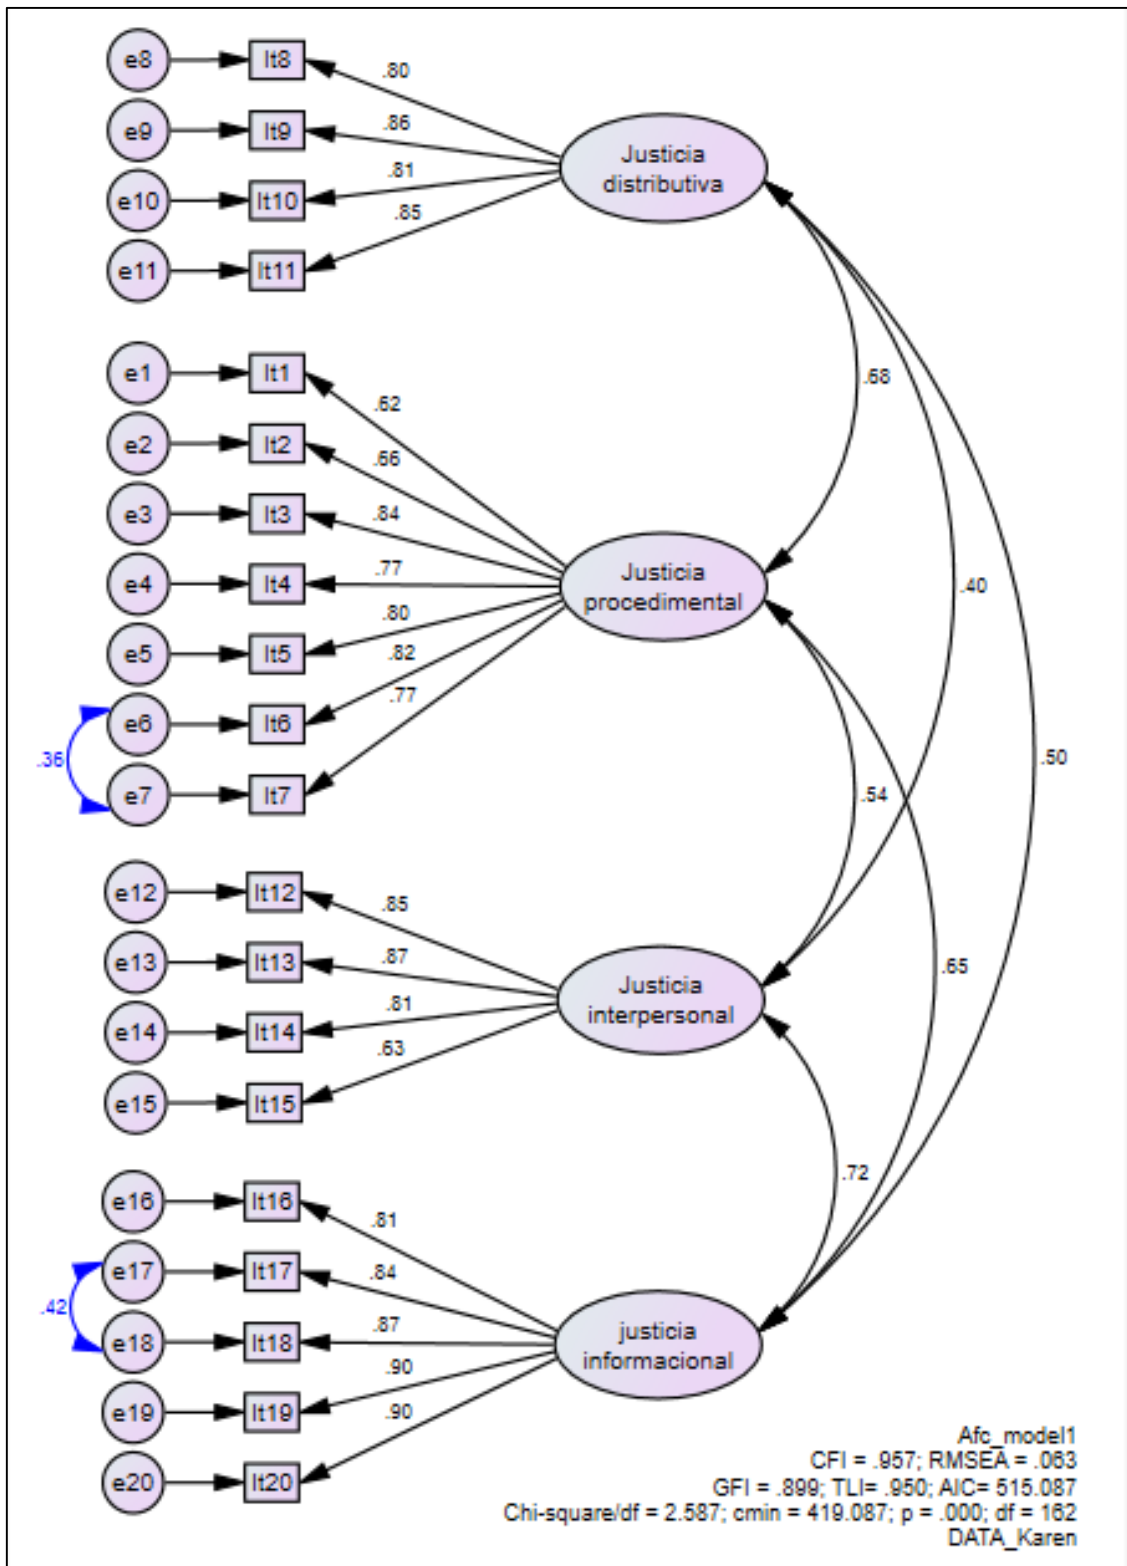 e8 It8 .80
e9 It9 .86
e10 It10 .81
e11 It11 .85
Justicia
distributiva
e1 It1 .62
e2 It2 .66
e3 It3 .84
e4 It4 .77
e5 It5 .80
e6 It6 .82
e7 It7 .77
.36
Justicia
procedimental
e12 It12 .85
e13 It13 .87
e14 It14 .81
e15 It15 .63
Justicia
interpersonal
e16 It16 .81
e17 It17 .84
e18 It18 .87
e19 It19 .90
e20 It20 .90
.42
justicia
informacional
.68
.40
.50
.54
.65
.72
Afc_model1
CFI = .957; RMSEA = .063
GFI = .899; TLI= .950; AIC= 515.087
Chi-square/df = 2.587; cmin = 419.087; p = .000; df = 162
DATA_Karen